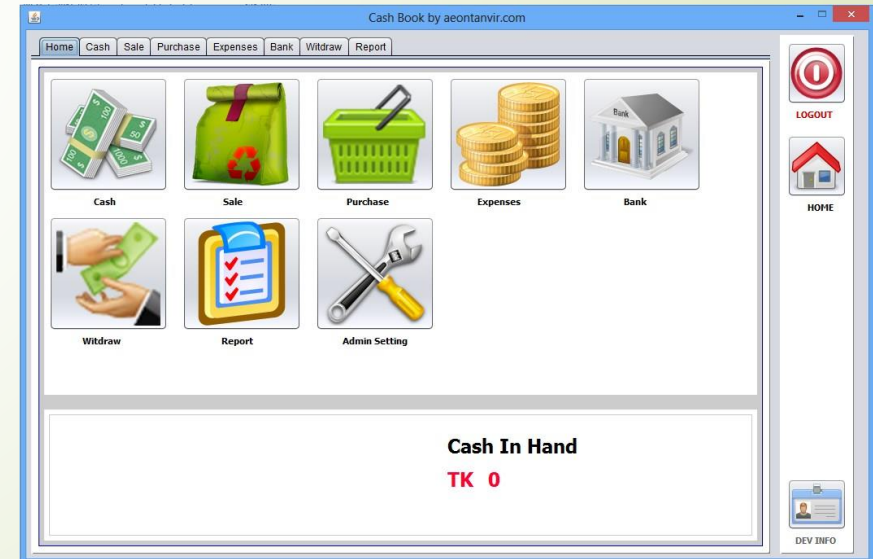 Cash Book by aeontanvir.com
Home Cash Sale Purchase Expenses Bank Witdraw Report
LOGOUT
Bank
Cash Sale Purchase Expenses Bank
HOME
Witdraw Report Admin Setting
Cash In Hand
TK 0
DEV INFO